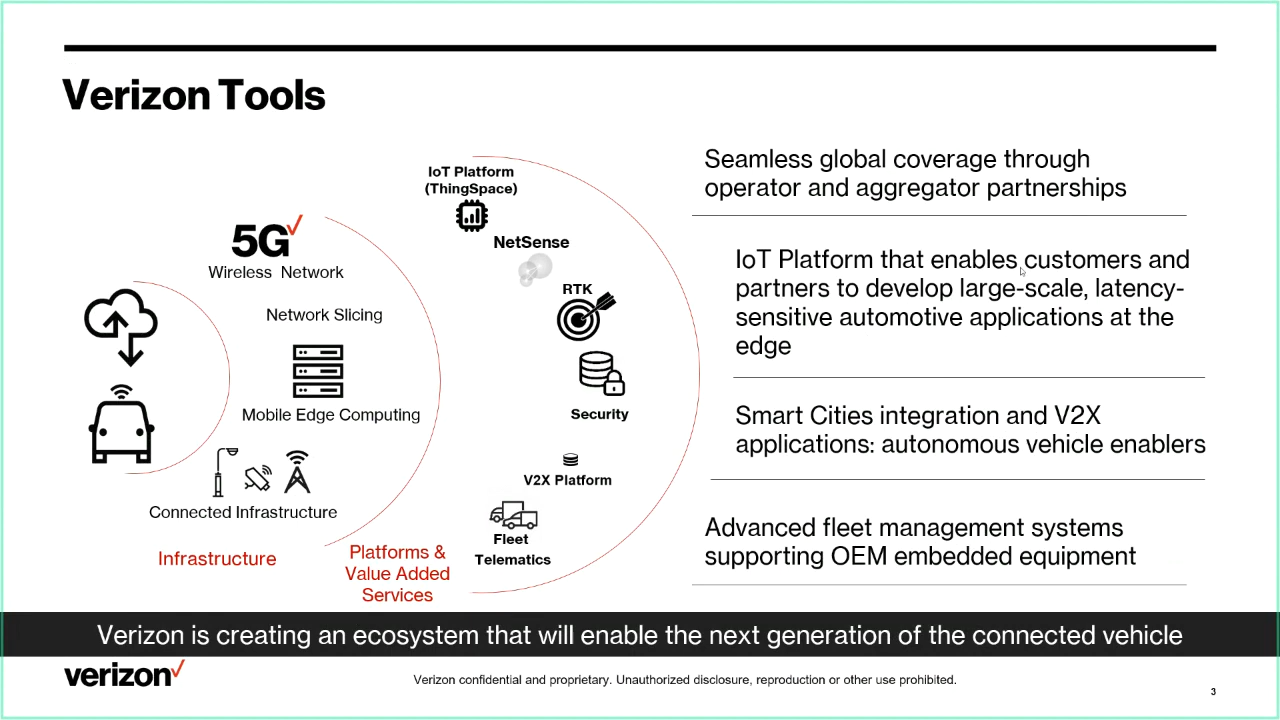 Verizon Tools
5G
Wireless Network
Network Slicing
Mobile Edge Computing
Connected Infrastructure
Infrastructure
IoT Platform
(ThingSpace)
NetSense
RTK
Security
V2X Platform
Fleet
Telematics
Platforms &
Value Added
Services
Seamless global coverage through
operator and aggregator partnerships
IoT Platform that enables customers and
partners to develop large-scale, latency-
sensitive automotive applications at the
edge
Smart Cities integration and V2X
applications: autonomous vehicle enablers
Advanced fleet management systems
supporting OEM embedded equipment
Verizon is creating an ecosystem that will enable the next generation of the connected vehicle
verizon
Verizon confidential and proprietary. Unauthorized disclosure, reproduction or other use prohibited.
3